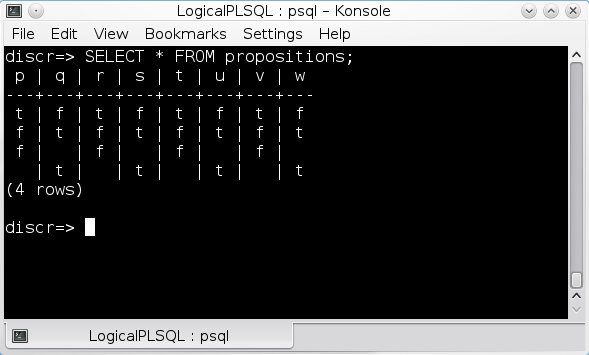 LogicalPLSQL : psql – Konsole
File Edit View Bookmarks Settings Help
discr=> SELECT * FROM propositions;
 p | q | r | s | t | u | v | w
---+---+---+---+---+---+---+---
 t | f | t | f | t | f | t | f
 f | t | f | t | f | t | f | t
 f |   | f |   | f |   | f |
   | t |   | t |   | t |   | t
(4 rows)
discr=>
LogicalPLSQL : psql